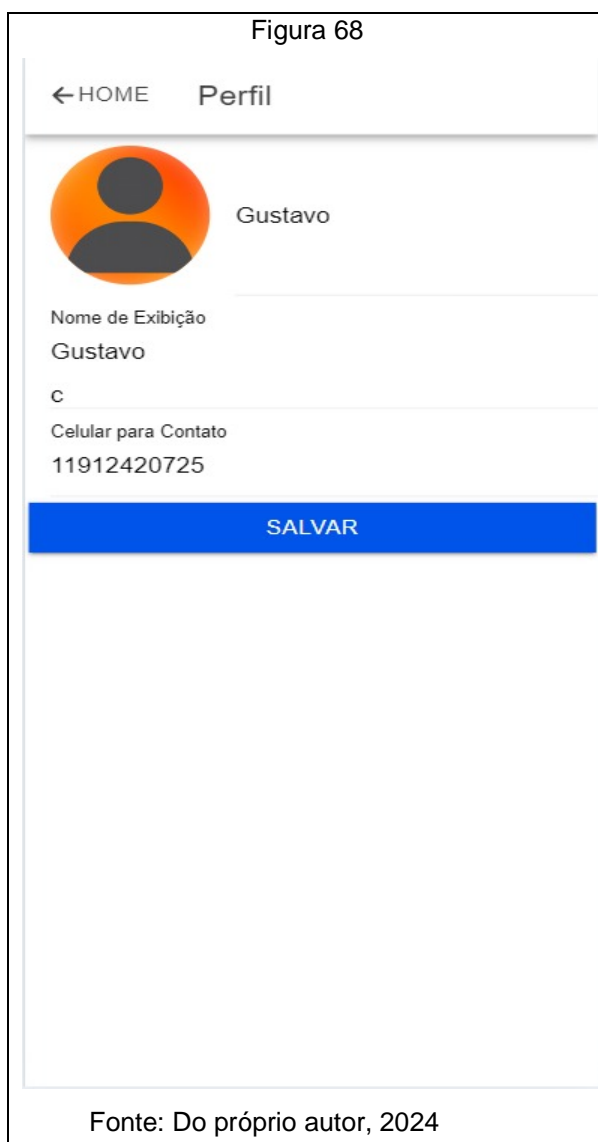 Figura 68
←HOME Perfil
Gustavo
Nome de Exibição
Gustavo
c
Celular para Contato
11912420725
SALVAR
Fonte: Do próprio autor, 2024